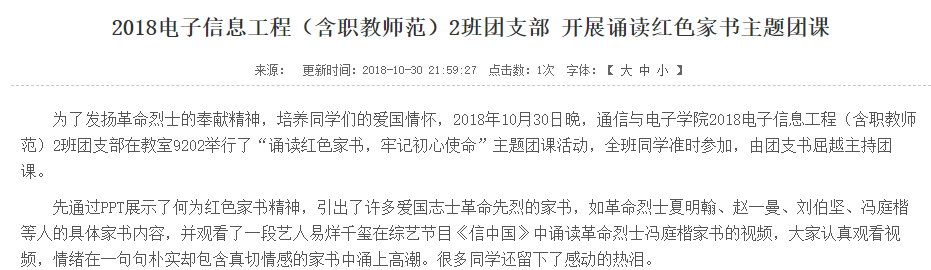 2018电子信息工程（含职教师范）2班团支部 开展诵读红色家书主题团课
来源： 更新时间：2018-10-30 21:59:27 点击数：1次 字体：【 大 中 小 】
为了发扬革命烈士的奉献精神，培养同学们的爱国情怀，2018年10月30日晚，通信与电子学院2018电子信息工程（含职教师
范）2班团支部在教室9202举行了“诵读红色家书，牢记初心使命”主题团课活动，全班同学准时参加，由团支书屈越主持团
课。
先通过PPT展示了何为红色家书精神，引出了许多爱国志士革命先烈的家书，如革命烈士夏明翰、赵一曼、刘伯坚、冯庭楷
等人的具体家书内容，并观看了一段艺人易烊千玺在综艺节目《信中国》中诵读革命烈士冯庭楷家书的视频，大家认真观看视
频，情绪在一句句朴实却包含真切情感的家书中涌上高潮。很多同学还留下了感动的热泪。